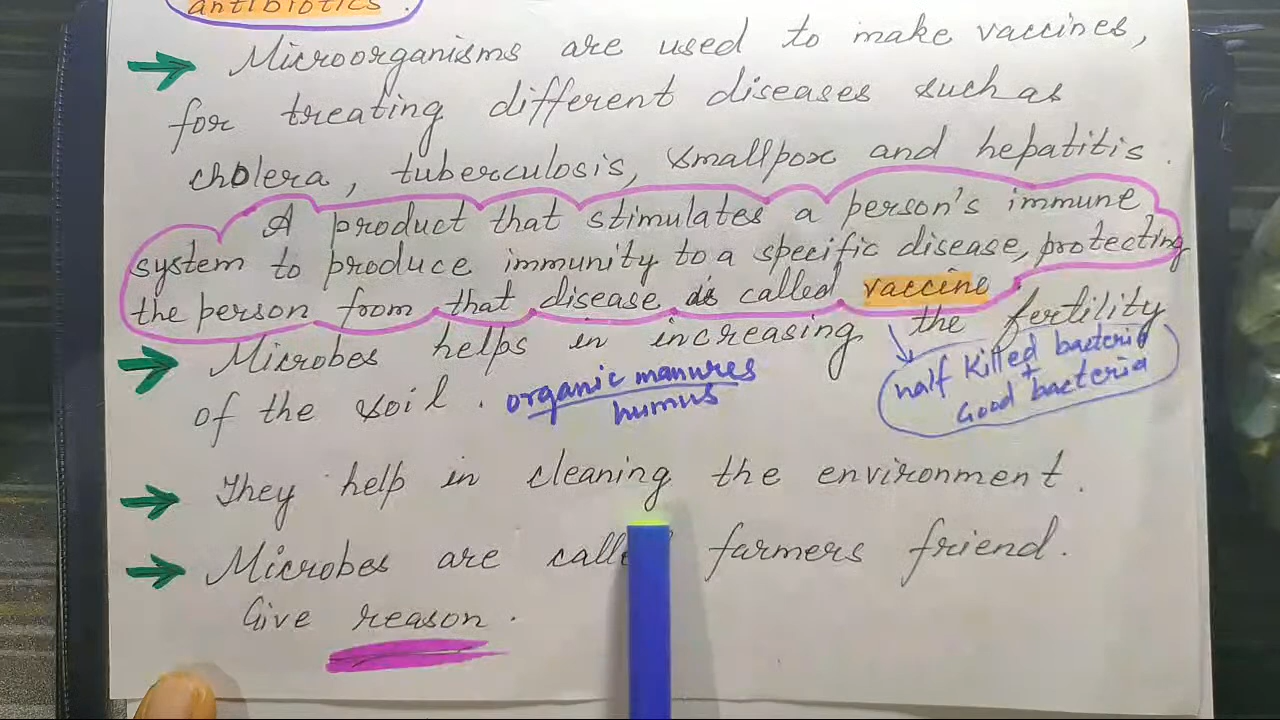 antibiotics.
Microorganisms are used to make vaccines,
for treating different diseases such as
cholera, tuberculosis, smallpox and hepatitis.
A product that stimulates a person's immune
system to produce immunity to a specific disease, protecting
the person from that disease is called vaccine.
Microbes helps in increasing the fertility
of the soil.
organic manures
humus
half killed bacteria
+
Good bacteria
They help in cleaning the environment.
Microbes are called farmers friend.
Give reason.